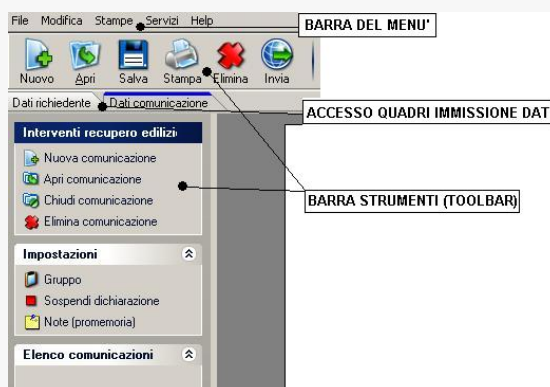 File Modifica Stampe Servizi Help
BARRA DEL MENU'
Nuovo Apri Salva Stampa Elimina Invia
Dati richiedente Dati comunicazione
ACCESSO QUADRI IMMISSIONE DAT
Interventi recupero edilizi
Nuova comunicazione
Apri comunicazione
Chiudi comunicazione
BARRA STRUMENTI (TOOLBAR)
Elimina comunicazione
Impostazioni
Gruppo
Sospendi dichiarazione
Note (promemoria)
Elenco comunicazioni